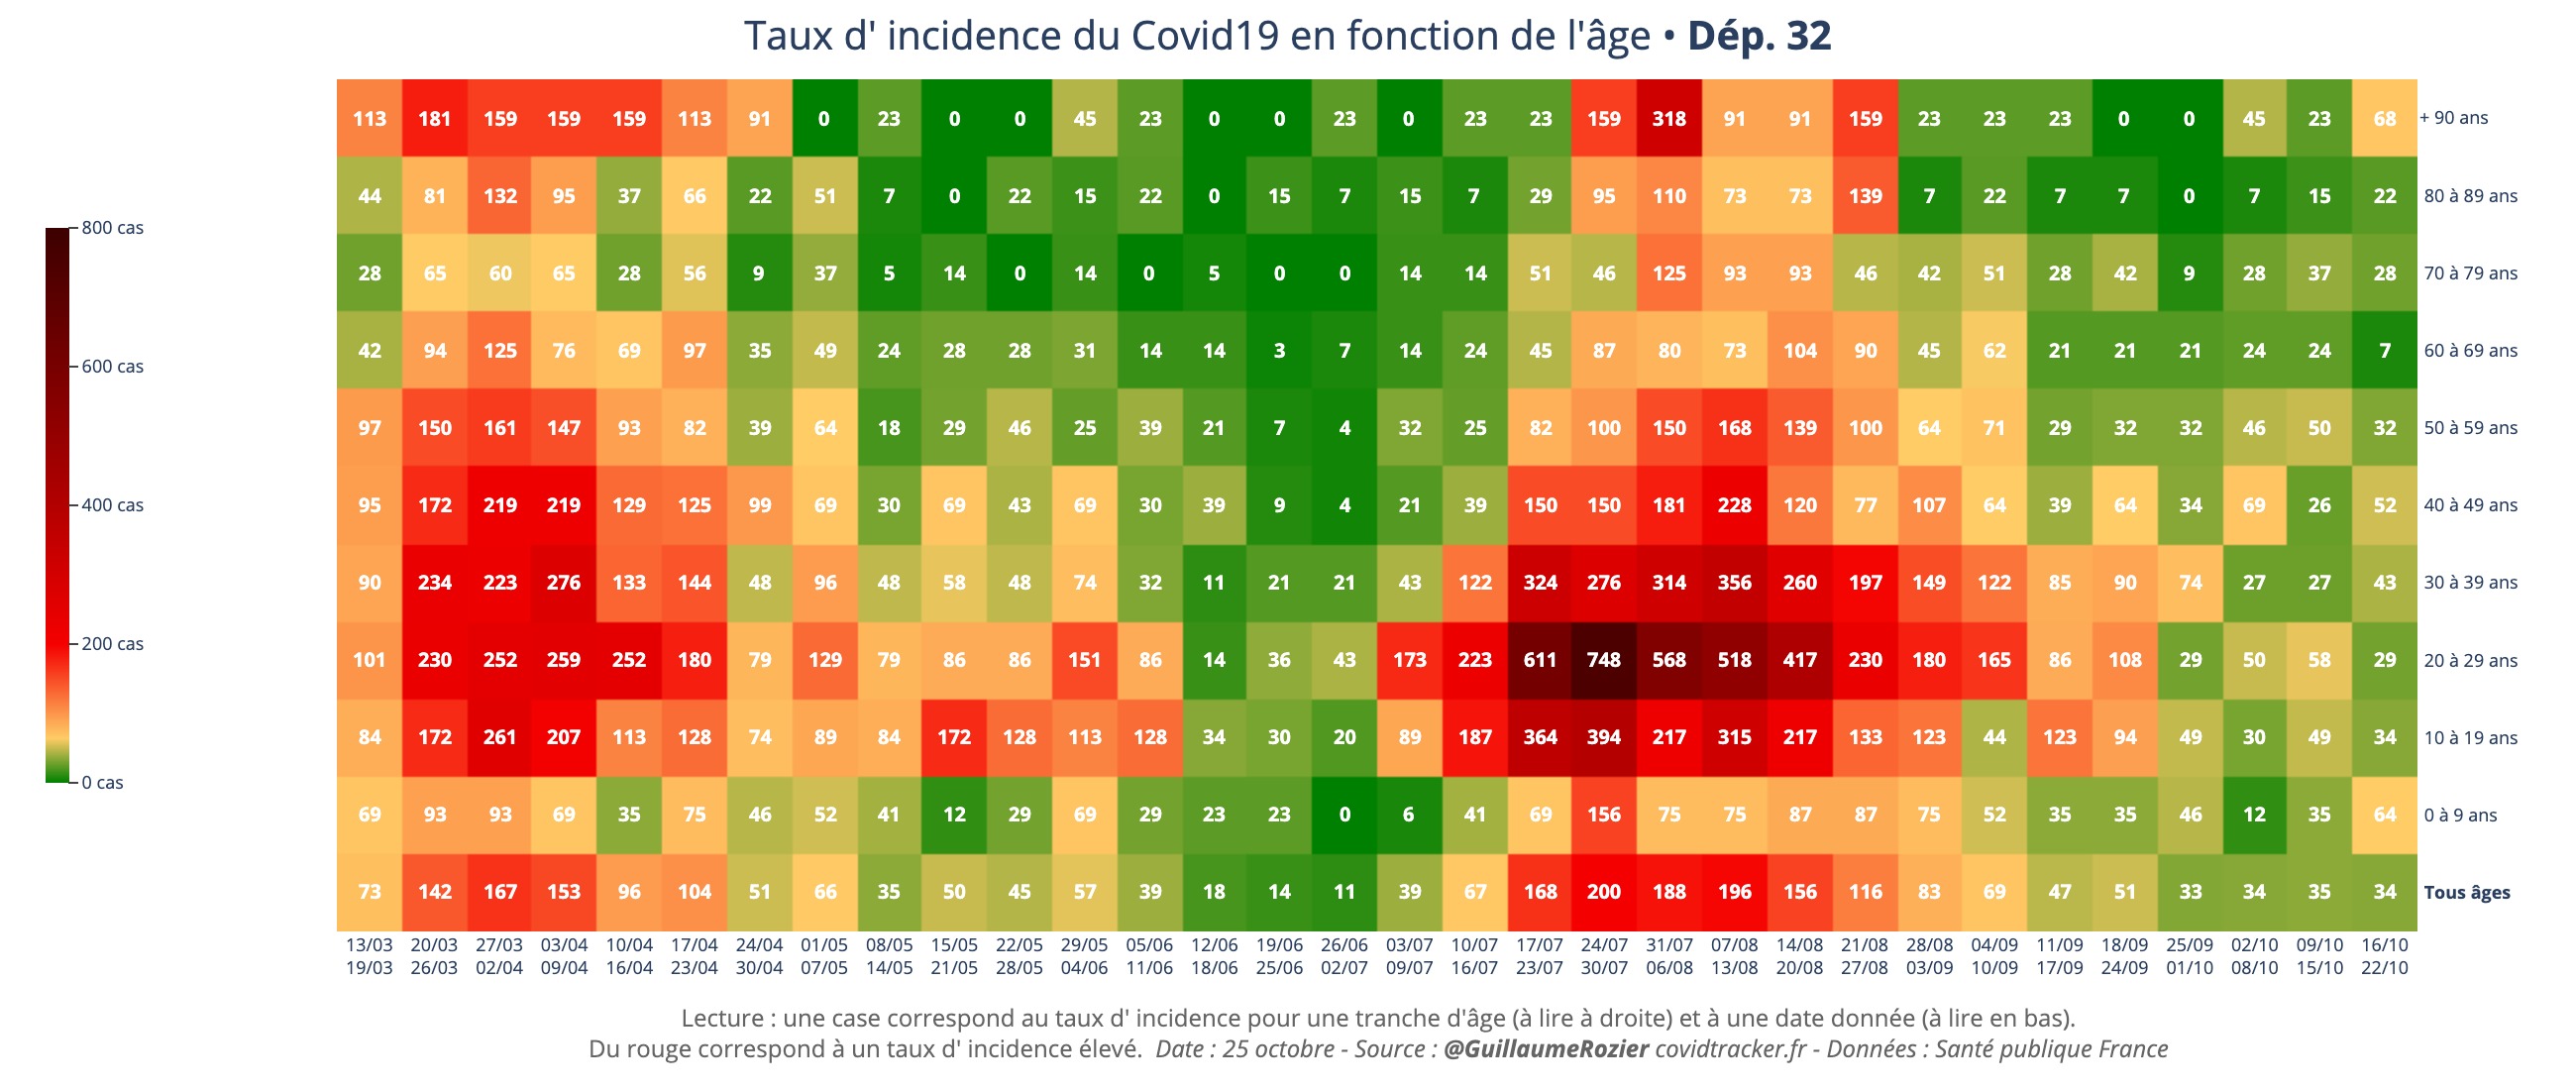 Taux d' incidence du Covid19 en fonction de l'âge • Dép. 32
800 cas
600 cas
400 cas
200 cas
0 cas
113 181 159 159 159 113 91 0 23 0 0 45 23 0 0 23 0 23 23 159 318 91 91 159 23 23 23 0 0 45 23 68 + 90 ans
44 81 132 95 37 66 22 51 7 0 22 15 22 0 15 7 15 7 29 95 110 73 73 139 7 22 7 7 0 7 15 22 80 à 89 ans
28 65 60 65 28 56 9 37 5 14 0 14 0 5 0 0 14 14 51 46 125 93 93 46 42 51 28 42 9 28 37 28 70 à 79 ans
42 94 125 76 69 97 35 49 24 28 28 31 14 14 3 7 14 24 45 87 80 73 104 90 45 62 21 21 21 24 24 7 60 à 69 ans
97 150 161 147 93 82 39 64 18 29 46 25 39 21 7 4 32 25 82 100 150 168 139 100 64 71 29 32 32 46 50 32 50 à 59 ans
95 172 219 219 129 125 99 69 30 69 43 69 30 39 9 4 21 39 150 150 181 228 120 77 107 64 39 64 34 69 26 52 40 à 49 ans
90 234 223 276 133 144 48 96 48 58 48 74 32 11 21 21 43 122 324 276 314 356 260 197 149 122 85 90 74 27 27 43 30 à 39 ans
101 230 252 259 252 180 79 129 79 86 86 151 86 14 36 43 173 223 611 748 568 518 417 230 180 165 86 108 29 50 58 29 20 à 29 ans
84 172 261 207 113 128 74 89 84 172 128 113 128 34 30 20 89 187 364 394 217 315 217 133 123 44 123 94 49 30 49 34 10 à 19 ans
69 93 93 69 35 75 46 52 41 12 29 69 29 23 23 0 6 41 69 156 75 75 87 87 75 52 35 35 46 12 35 64 0 à 9 ans
73 142 167 153 96 104 51 66 35 50 45 57 39 18 14 11 39 67 168 200 188 196 156 116 83 69 47 51 33 34 35 34 Tous âges
13/03 20/03 27/03 03/04 10/04 17/04 24/04 01/05 08/05 15/05 22/05 29/05 05/06 12/06 19/06 26/06 03/07 10/07 17/07 24/07 31/07 07/08 14/08 21/08 28/08 04/09 11/09 18/09 25/09 02/10 09/10 16/10
19/03 26/03 02/04 09/04 16/04 23/04 30/04 07/05 14/05 21/05 28/05 04/06 11/06 18/06 25/06 02/07 09/07 16/07 23/07 30/07 06/08 13/08 20/08 27/08 03/09 10/09 17/09 24/09 01/10 08/10 15/10 22/10
Lecture : une case correspond au taux d' incidence pour une tranche d'âge (à lire à droite) et à une date donnée (à lire en bas).
Du rouge correspond à un taux d' incidence élevé. Date : 25 octobre - Source : @GuillaumeRozier covidtracker.fr - Données : Santé publique France